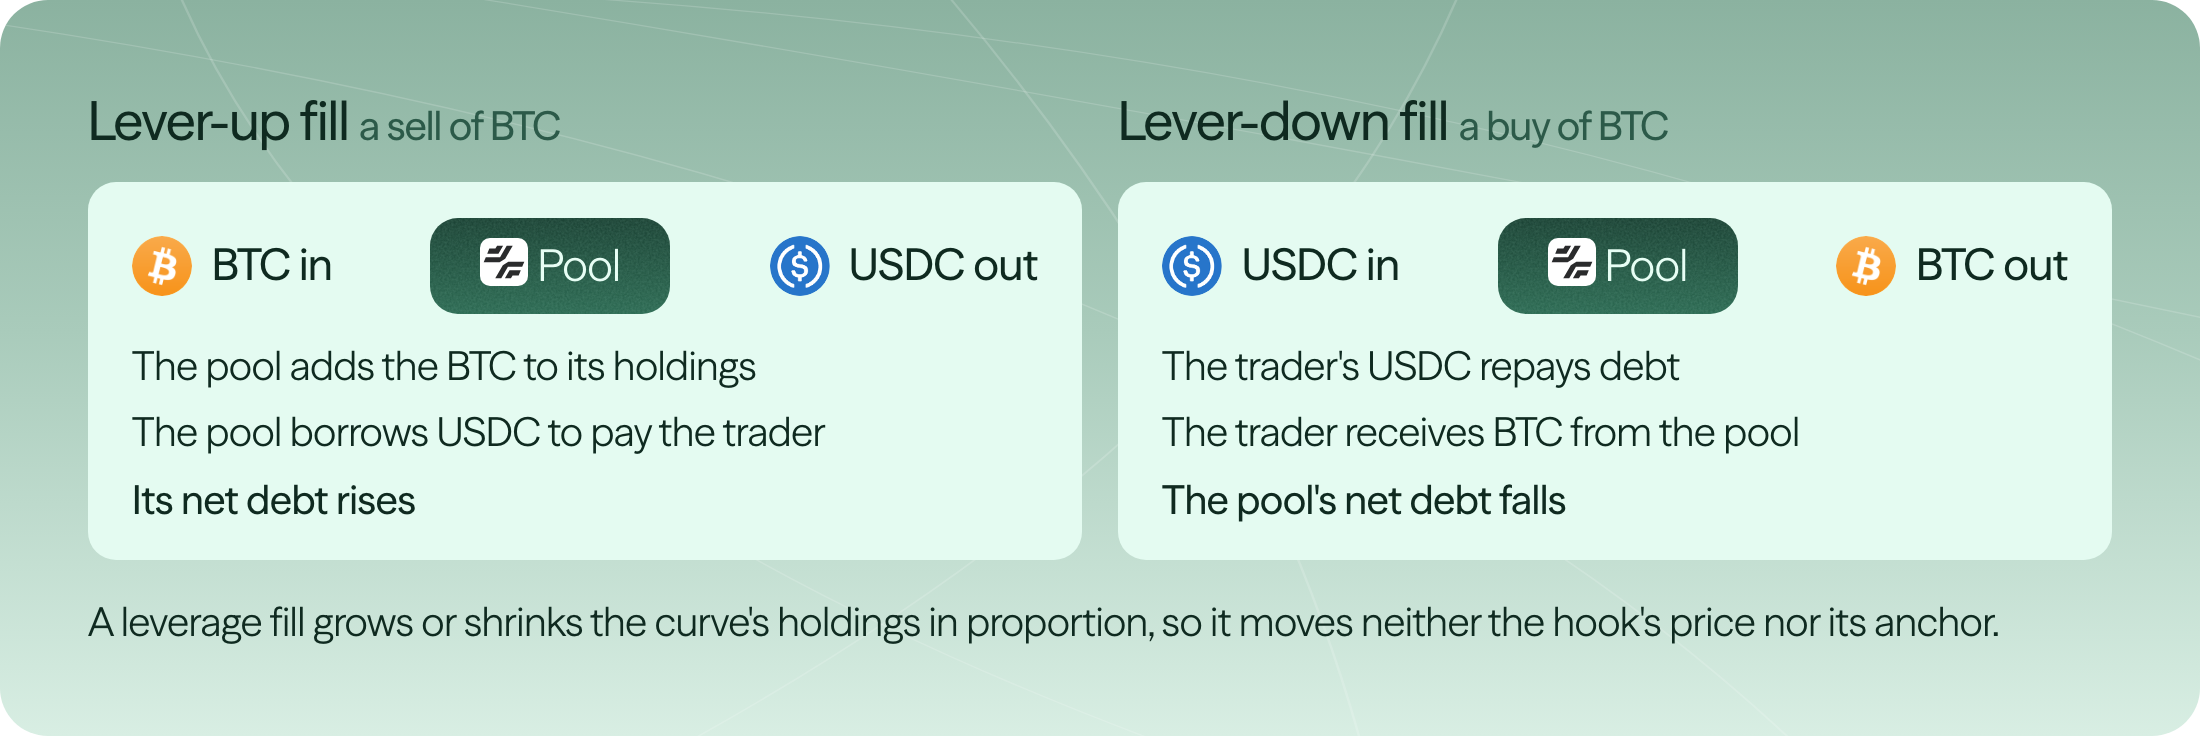 Lever-up fill a sell of BTC
BTC in
Pool
USDC out
The pool adds the BTC to its holdings
The pool borrows USDC to pay the trader
Its net debt rises
Lever-down fill a buy of BTC
USDC in
Pool
BTC out
The trader's USDC repays debt
The trader receives BTC from the pool
The pool's net debt falls
A leverage fill grows or shrinks the curve's holdings in proportion, so it moves neither the hook's price nor its anchor.